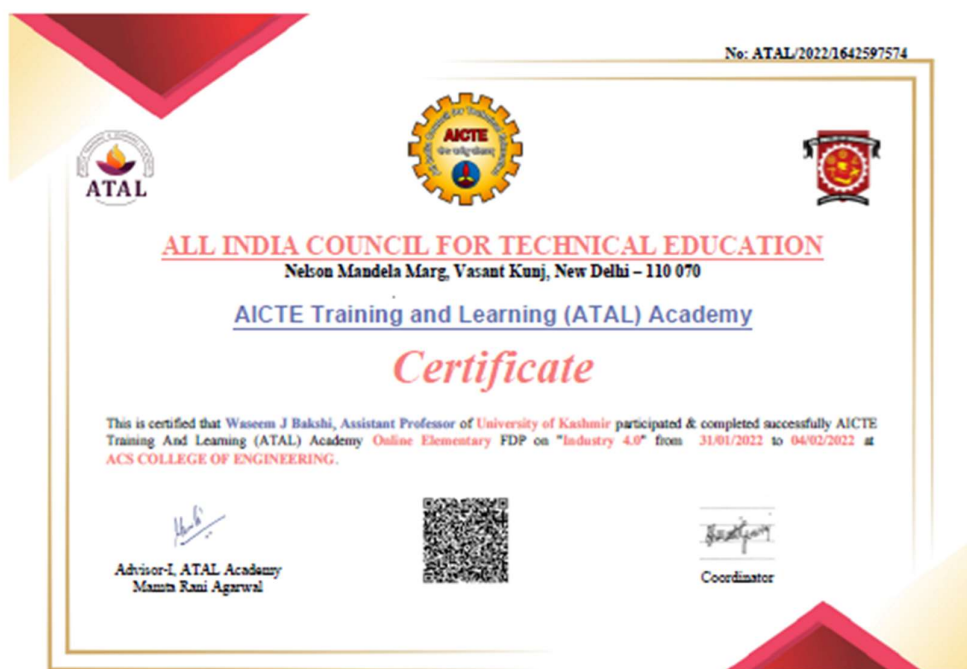 No: ATAL/2022/1642597574
ATAL
AICTE
ALL INDIA COUNCIL FOR TECHNICAL EDUCATION
Nelson Mandela Marg, Vasant Kunj, New Delhi – 110 070
AICTE Training and Learning (ATAL) Academy
Certificate
This is certified that Waseem J Bakshi, Assistant Professor of University of Kashmir participated & completed successfully AICTE
Training And Learning (ATAL) Academy Online Elementary FDP on "Industry 4.0" from 31/01/2022 to 04/02/2022 at
ACS COLLEGE OF ENGINEERING.
Advisor-I, ATAL Academy
Mamta Rani Agarwal
Coordinator